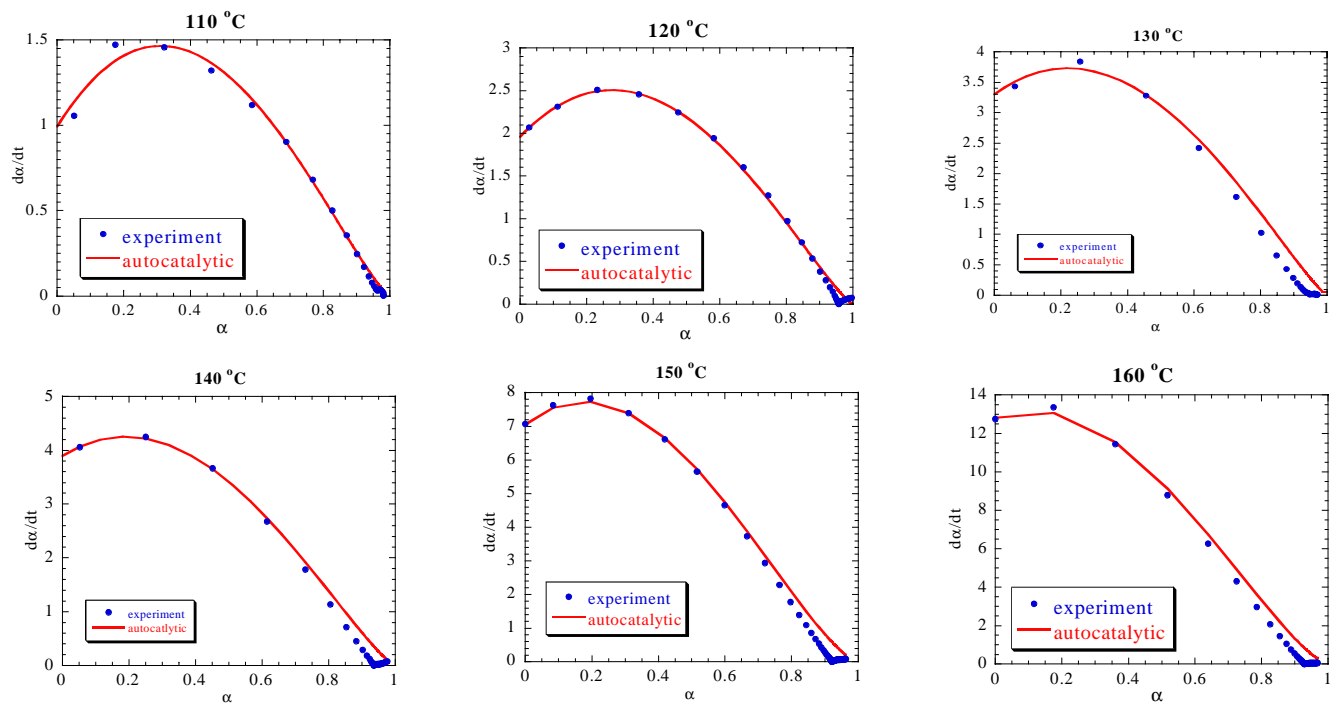 110 °C
1.5
1
0.5
0
dα/dt
experiment
autocatalytic
0 0.2 0.4 0.6 0.8 1
α
120 °C
3
2.5
2
1.5
1
0.5
0
dα/dt
experiment
autocatalytic
0 0.2 0.4 0.6 0.8 1
α
130 °C
4
3.5
3
2.5
2
1.5
1
0.5
0
dα/dt
experiment
autocatalytic
0 0.2 0.4 0.6 0.8 1
α
140 °C
5
4
3
2
1
0
dα/dt
experiment
autocatlytic
0 0.2 0.4 0.6 0.8 1
α
150 °C
8
7
6
5
4
3
2
1
0
dα/dt
experiment
autocatalytic
0 0.2 0.4 0.6 0.8 1
α
160 °C
14
12
10
8
6
4
2
0
dα/dt
experiment
autocatalytic
0 0.2 0.4 0.6 0.8 1
α